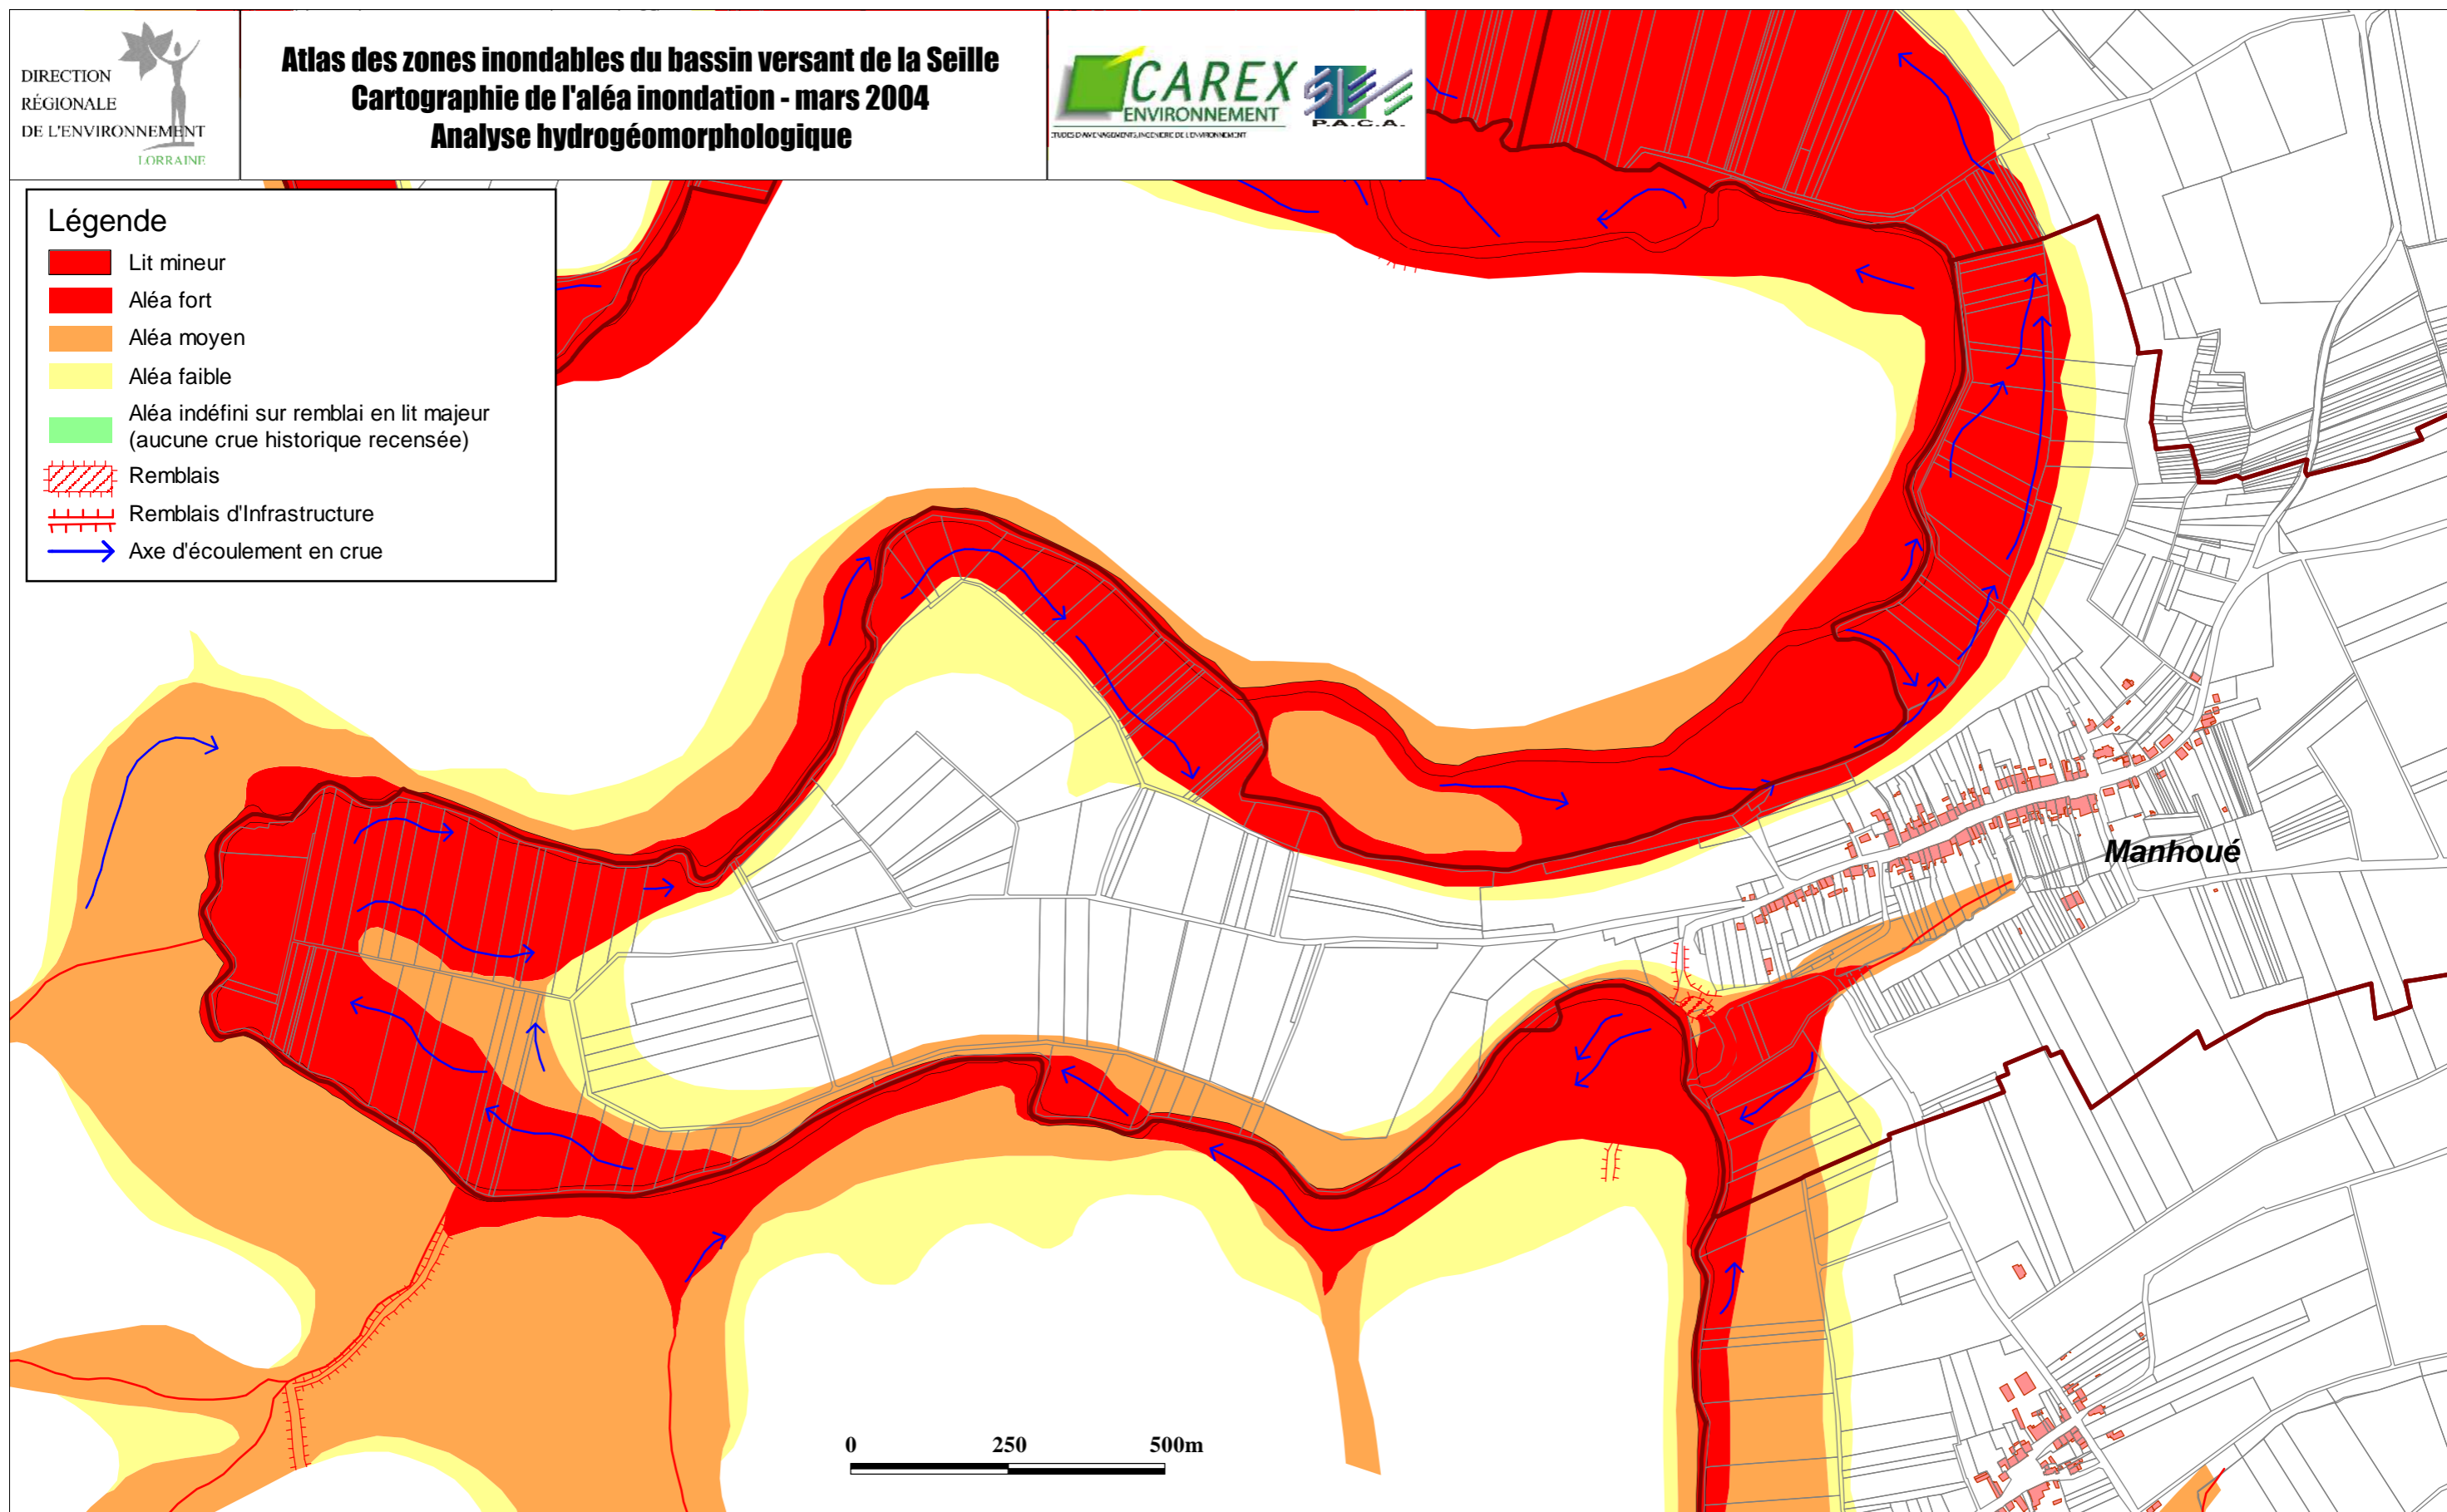 DIRECTION
RÉGIONALE
DE L'ENVIRONNEMENT
LORRAINE
Atlas des zones inondables du bassin versant de la Seille
Cartographie de l'aléa inondation - mars 2004
Analyse hydrogéomorphologique
CAREX
ENVIRONNEMENT
P.A.C.A.
Légende
Lit mineur
Aléa fort
Aléa moyen
Aléa faible
Aléa indéfini sur remblai en lit majeur
(aucune crue historique recensée)
Remblais
Remblais d'Infrastructure
Axe d'écoulement en crue
Manhoué
0 250 500m